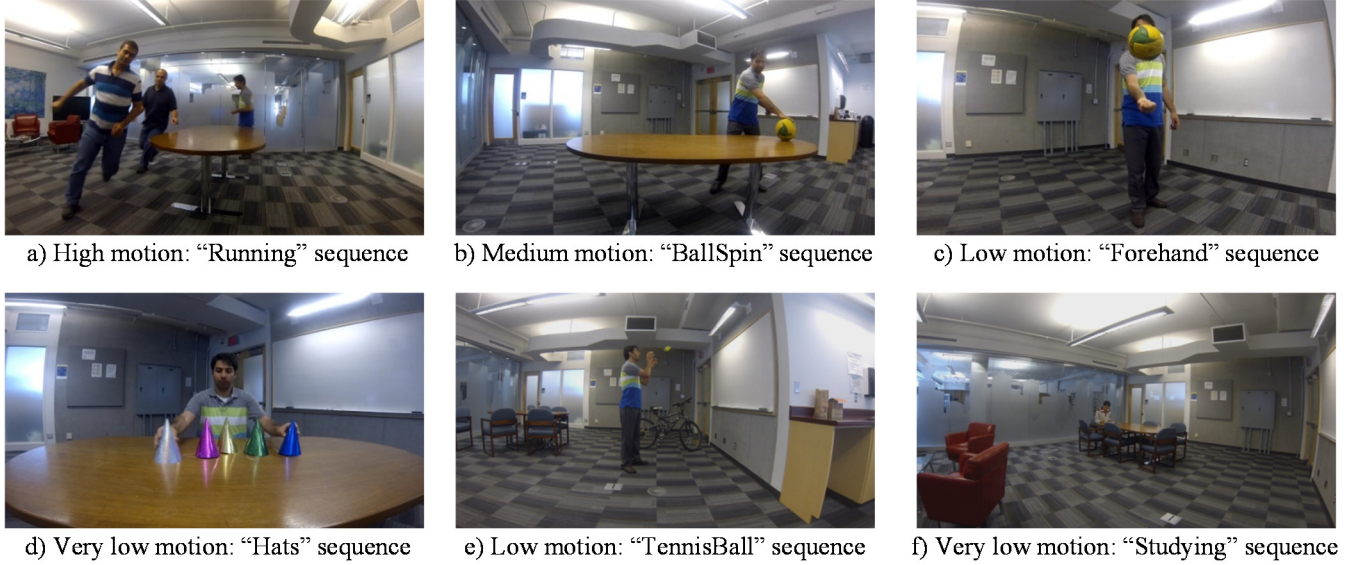 a) High motion: “Running” sequence
b) Medium motion: “BallSpin” sequence
c) Low motion: “Forehand” sequence
d) Very low motion: “Hats” sequence
e) Low motion: “TennisBall” sequence
f) Very low motion: “Studying” sequence